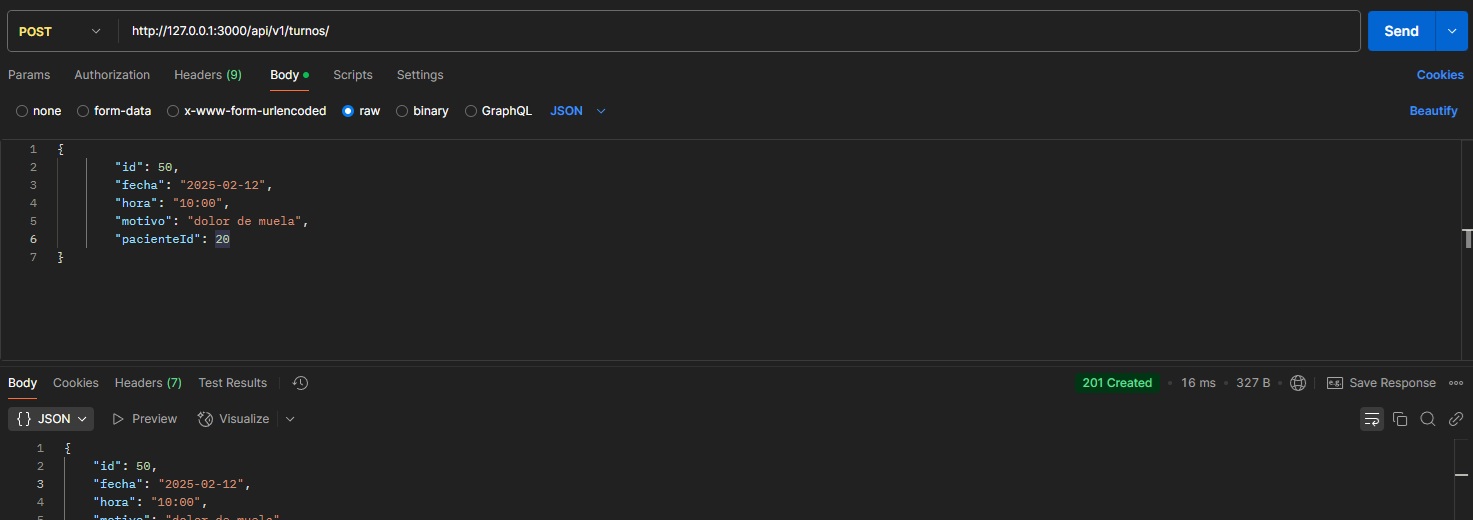 POST http://127.0.0.1:3000/api/v1/turnos/ Send
Params Authorization Headers (9) Body Scripts Settings Cookies
none form-data x-www-form-urlencoded raw binary GraphQL JSON Beautify
1 {
2 "id": 50,
3 "fecha": "2025-02-12",
4 "hora": "10:00",
5 "motivo": "dolor de muela",
6 "pacienteId": 20
7 }
Body Cookies Headers (7) Test Results 201 Created 16 ms 327 B e.g. Save Response
{} JSON Preview Visualize
1 {
2 "id": 50,
3 "fecha": "2025-02-12",
4 "hora": "10:00",
5 "motivo": "dolor de muela"